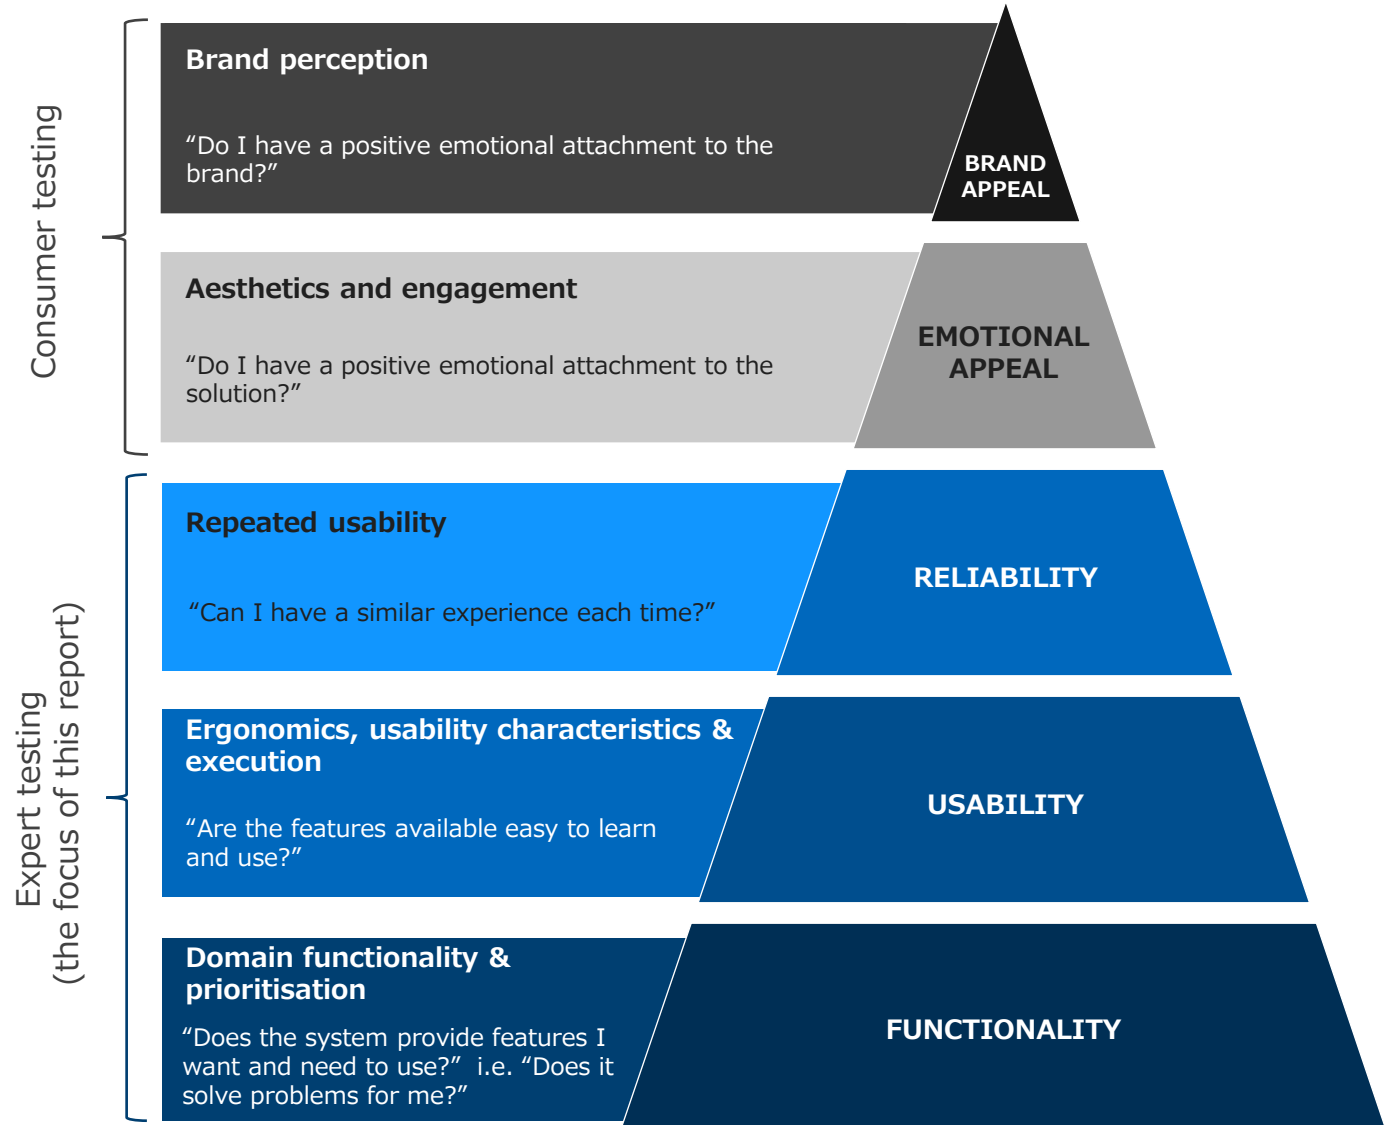 Consumer testing
Brand perception
“Do I have a positive emotional attachment to the
brand?”
BRAND
APPEAL
Aesthetics and engagement
“Do I have a positive emotional attachment to the
solution?”
EMOTIONAL
APPEAL
Expert testing
(the focus of this report)
Repeated usability
“Can I have a similar experience each time?”
RELIABILITY
Ergonomics, usability characteristics &
execution
“Are the features available easy to learn
and use?”
USABILITY
Domain functionality &
prioritisation
“Does the system provide features I
want and need to use?”  i.e. “Does it
solve problems for me?”
FUNCTIONALITY